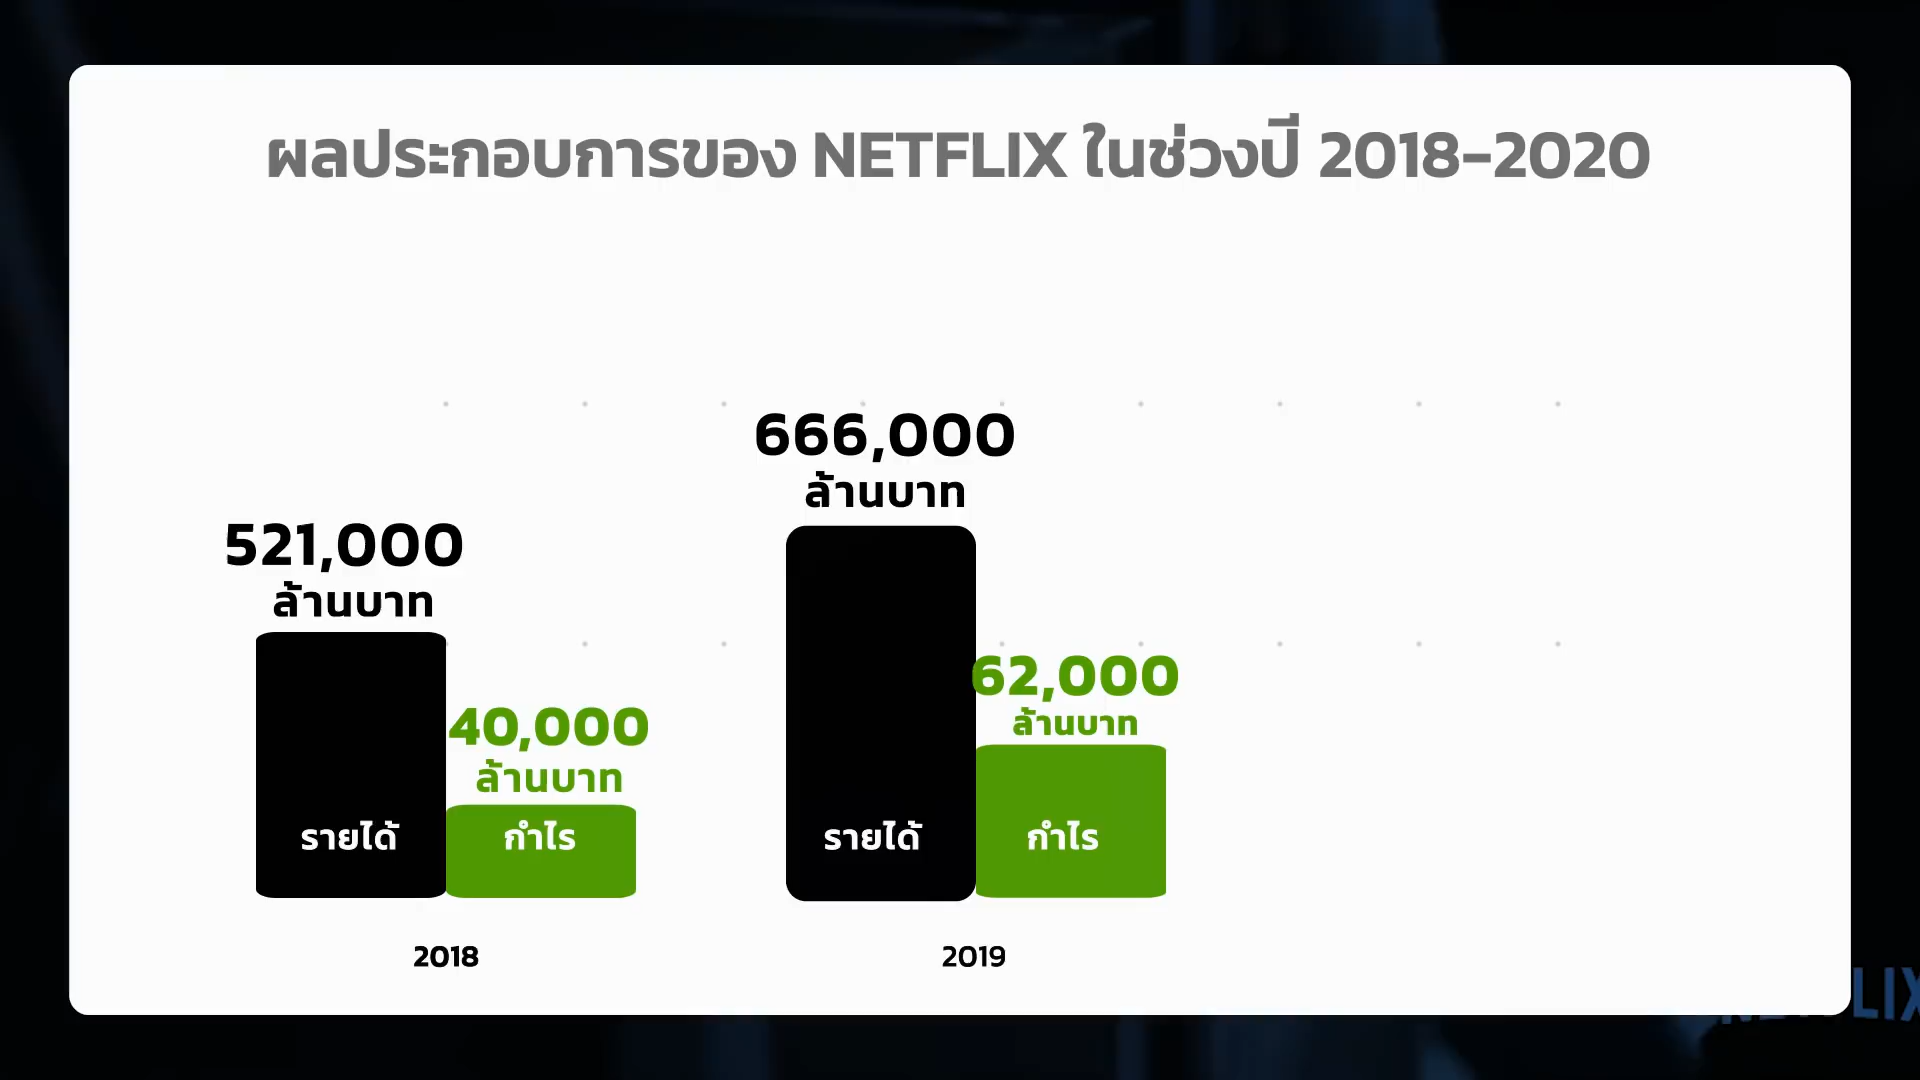 ผลประกอบการของ NETFLIX ในช่วงปี 2018-2020
666,000
ล้านบาท
521,000
ล้านบาท
62,000
ล้านบาท
40,000
ล้านบาท
รายได้ กำไร รายได้ กำไร
2018 2019